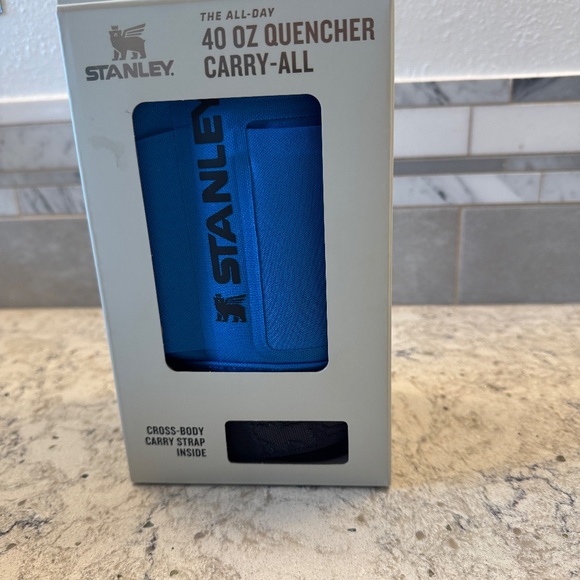 STANLEY.
THE ALL-DAY
40 OZ QUENCHER
CARRY-ALL
STANLEY
CROSS-BODY
CARRY STRAP
INSIDE